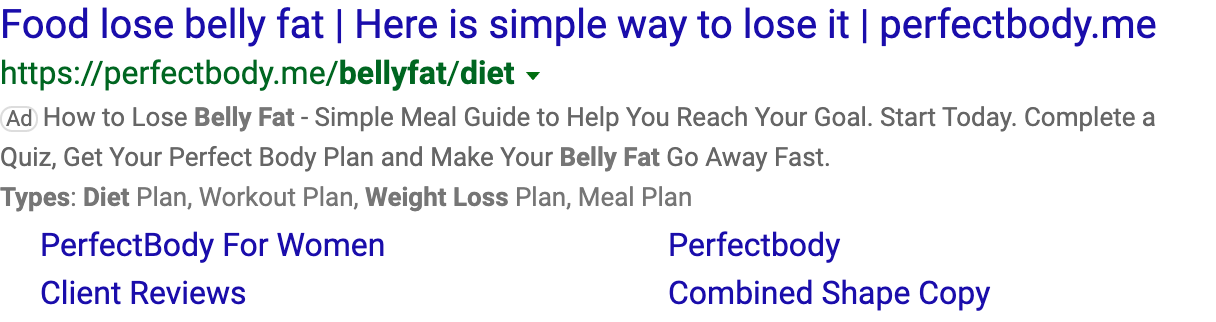 Food lose belly fat | Here is simple way to lose it | perfectbody.me
https://perfectbody.me/bellyfat/diet
Ad How to Lose Belly Fat - Simple Meal Guide to Help You Reach Your Goal. Start Today. Complete a
Quiz, Get Your Perfect Body Plan and Make Your Belly Fat Go Away Fast.
Types: Diet Plan, Workout Plan, Weight Loss Plan, Meal Plan
PerfectBody For Women
Perfectbody
Client Reviews
Combined Shape Copy